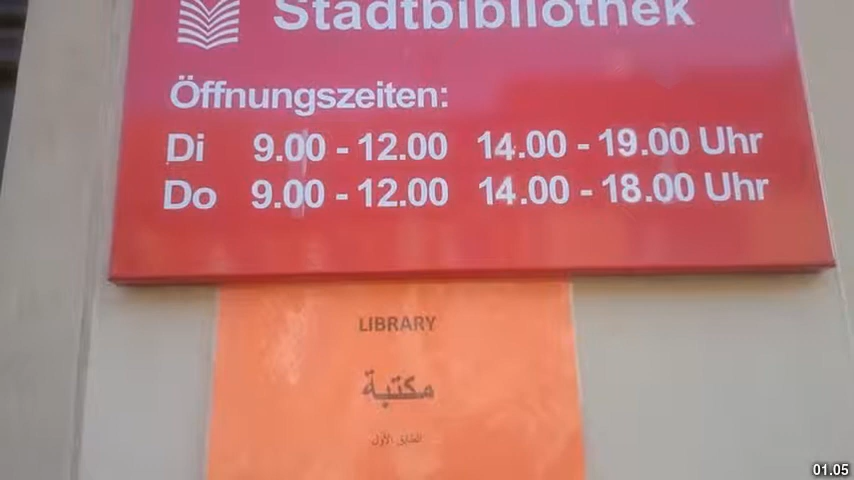 Stadtbibliothek
Öffnungszeiten:
Di 9.00 - 12.00 14.00 - 19.00 Uhr
Do 9.00 - 12.00 14.00 - 18.00 Uhr
LIBRARY
مكتبة
الطابق الأول
01.05